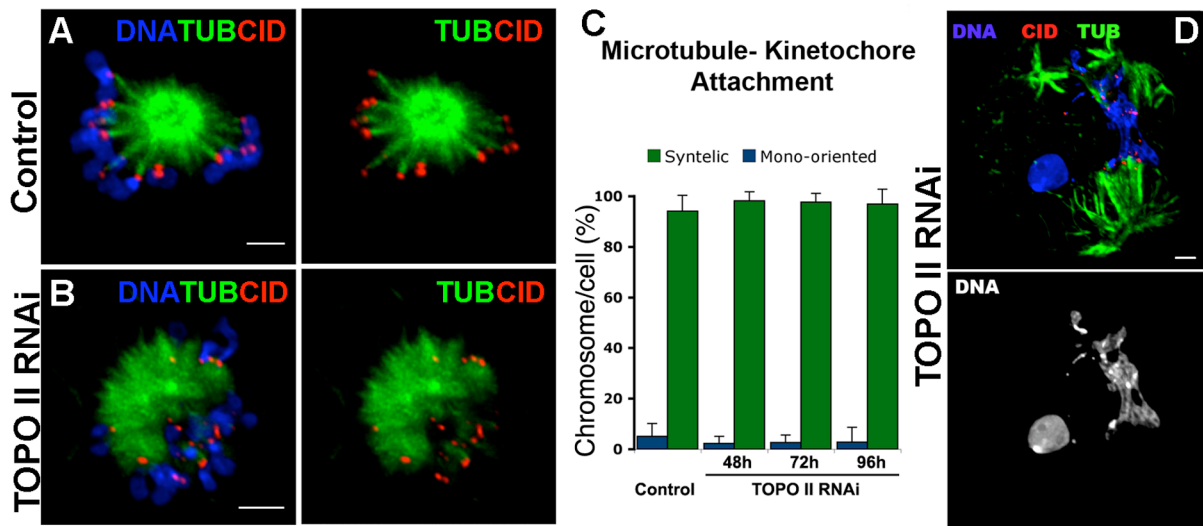 A
DNATUBCID
TUBCID
Control
B
DNATUBCID
TUBCID
TOPO II RNAi
C
Microtubule- Kinetochore
Attachment
Syntelic
Mono-oriented
Chromosome/cell (%)
100
80
60
40
20
0
48h
72h
96h
Control
TOPO II RNAi
DNA CID TUB
D
TOPO II RNAi
DNA